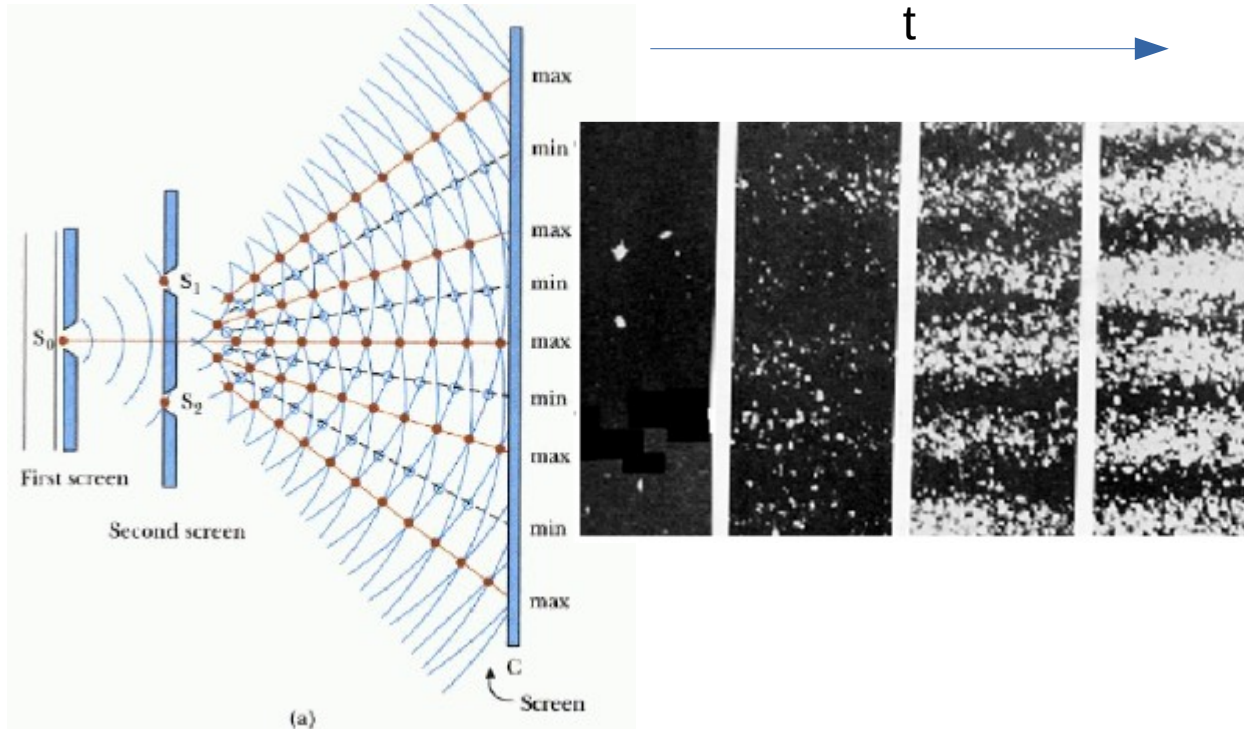 t
max
min
max
min
max
min
max
min
max
S0
S1
S2
First screen
Second screen
C
Screen
(a)